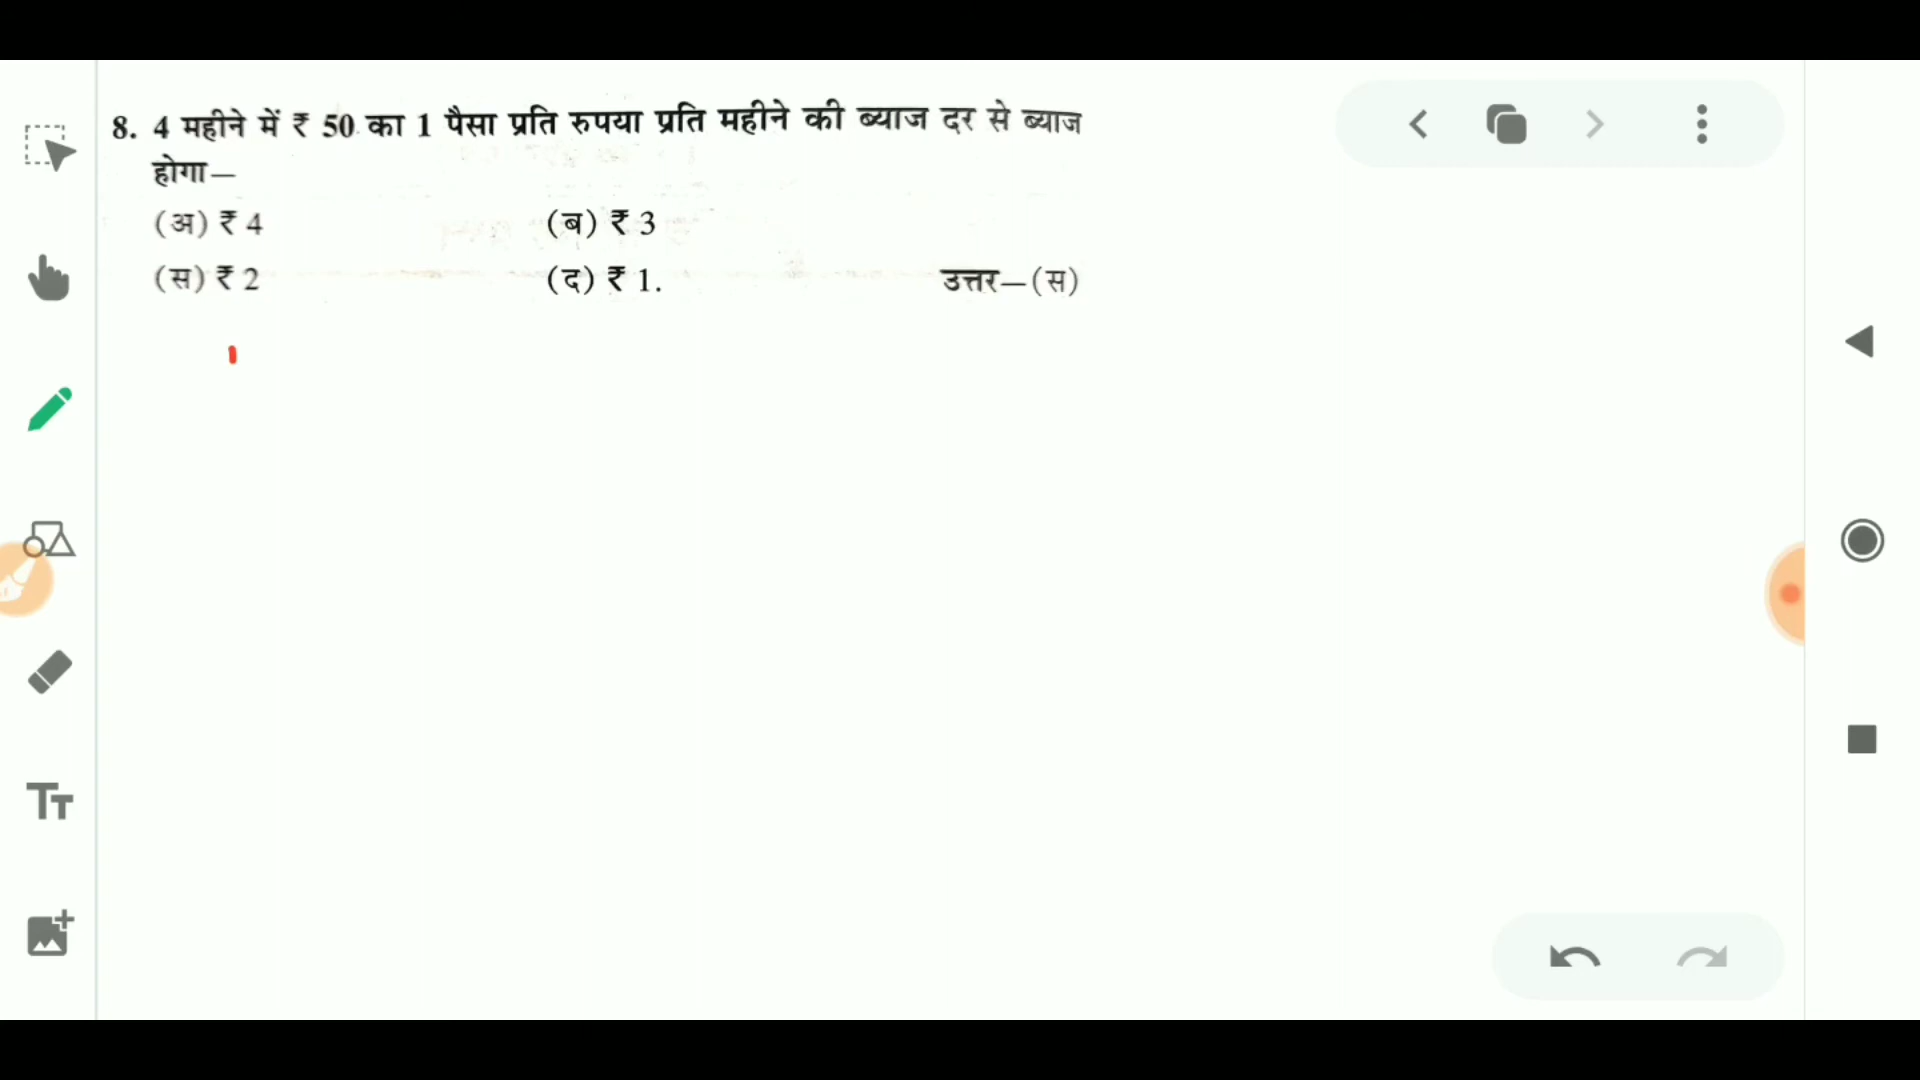 8. 4 महीने में ₹ 50 का 1 पैसा प्रति रुपया प्रति महीने की ब्याज दर से ब्याज
होगा—
(अ) ₹ 4 (ब) ₹ 3
(स) ₹ 2 (द) ₹ 1. उत्तर—(स)